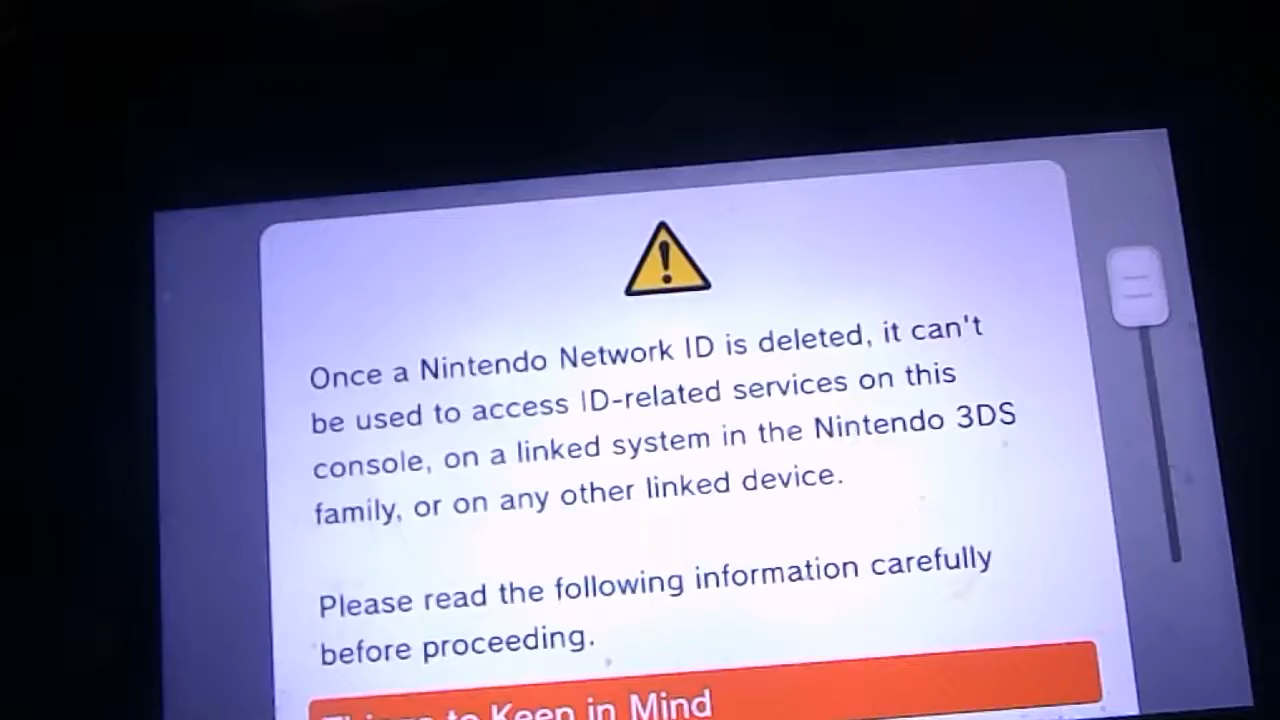 Once a Nintendo Network ID is deleted, it can't
be used to access ID-related services on this
console, on a linked system in the Nintendo 3DS
family, or on any other linked device.
Please read the following information carefully
before proceeding.
Things to Keep in Mind